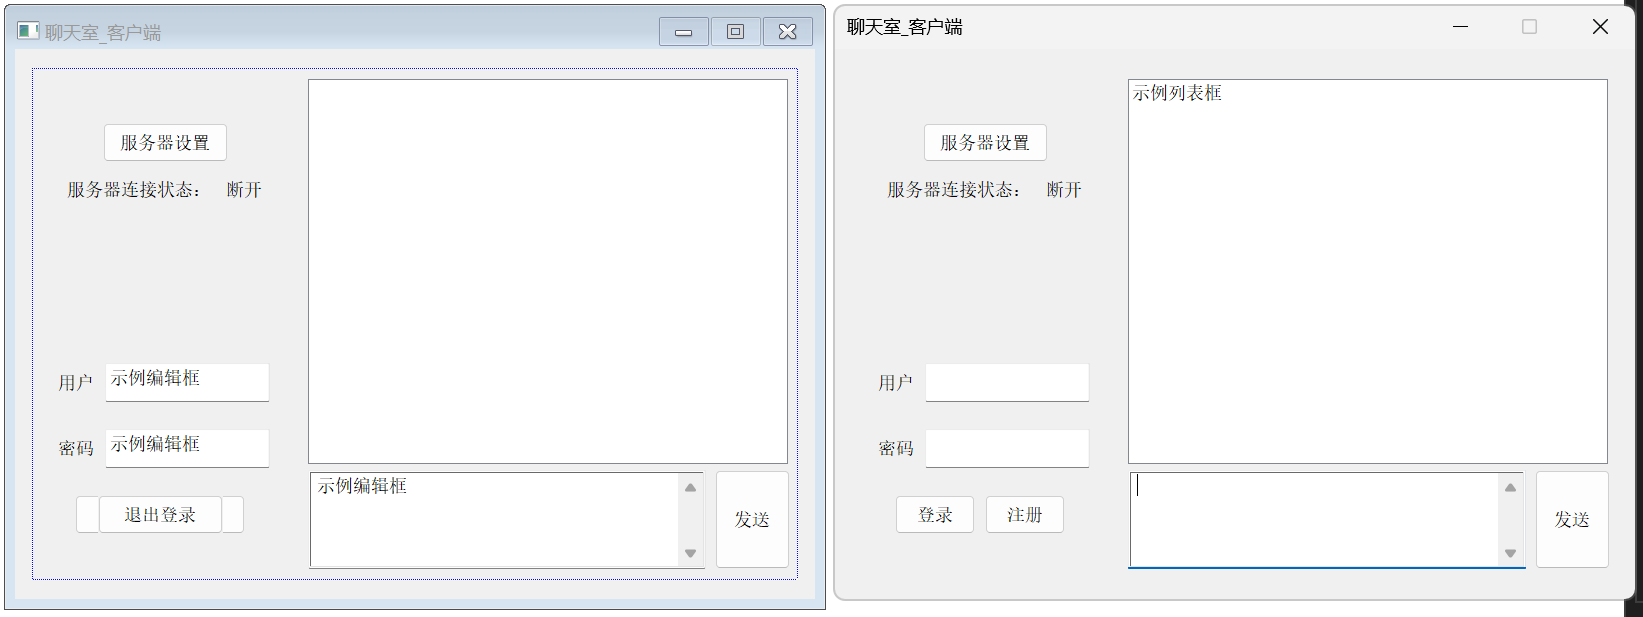 聊天室_客户端
服务器设置
服务器连接状态： 断开
用户 示例编辑框
密码 示例编辑框
退出登录
示例编辑框
发送
聊天室_客户端
示例列表框
服务器设置
服务器连接状态： 断开
用户
密码
登录 注册
发送